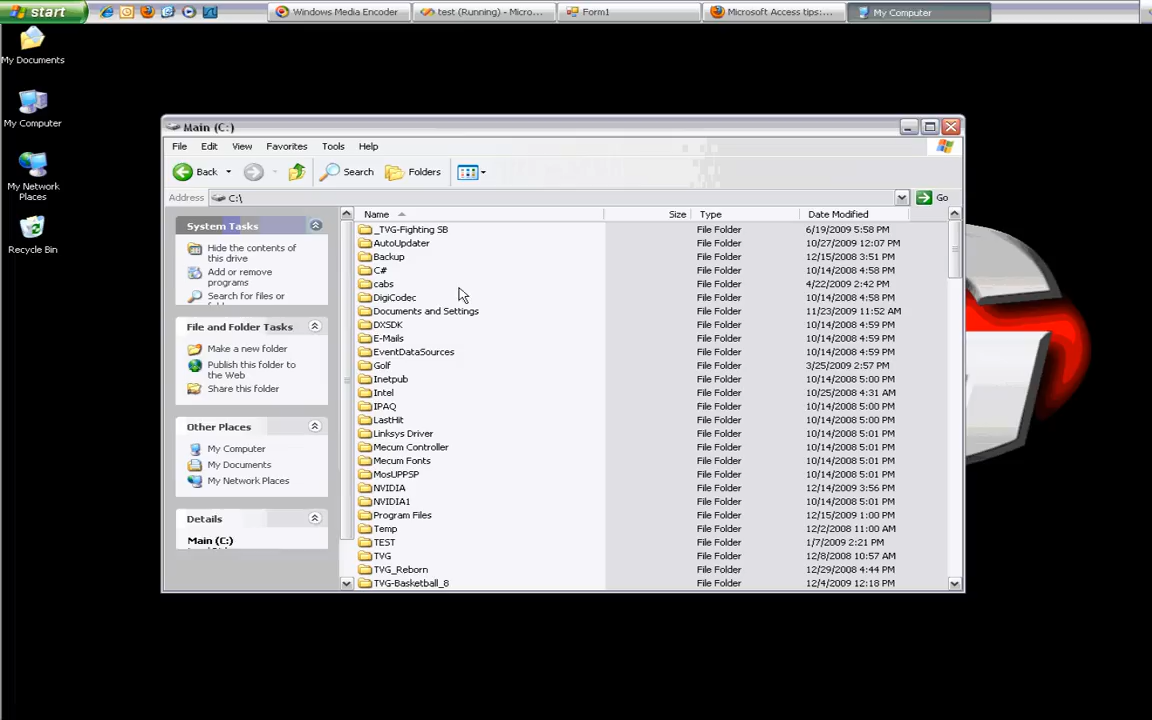 start
Windows Media Encoder
test (Running) - Micro...
Form1
Microsoft Access tips:...
My Computer
My Documents
My Computer
My Network
Places
Recycle Bin
Main (C:)
File Edit View Favorites Tools Help
Back Search Folders
Address C:\ Go
System Tasks
Hide the contents of
this drive
Add or remove
programs
Search for files or
File and Folder Tasks
Make a new folder
Publish this folder to
the Web
Share this folder
Other Places
My Computer
My Documents
My Network Places
Details
Main (C:)
Name Size Type Date Modified
_TVG-Fighting SB File Folder 6/19/2009 5:58 PM
AutoUpdater File Folder 10/27/2009 12:07 PM
Backup File Folder 12/15/2008 3:51 PM
C# File Folder 10/14/2008 4:58 PM
cabs File Folder 4/22/2009 2:42 PM
DigiCodec File Folder 10/14/2008 4:58 PM
Documents and Settings File Folder 11/23/2009 11:52 AM
DXSDK File Folder 10/14/2008 4:59 PM
E-Mails File Folder 10/14/2008 4:59 PM
EventDataSources File Folder 10/14/2008 4:59 PM
Golf File Folder 3/25/2009 2:57 PM
Inetpub File Folder 10/14/2008 5:00 PM
Intel File Folder 10/25/2008 4:31 AM
IPAQ File Folder 10/14/2008 5:00 PM
LastHit File Folder 10/14/2008 5:00 PM
Linksys Driver File Folder 10/14/2008 5:01 PM
Mecum Controller File Folder 10/14/2008 5:01 PM
Mecum Fonts File Folder 10/14/2008 5:01 PM
MosUPPSP File Folder 10/14/2008 5:01 PM
NVIDIA File Folder 12/14/2009 3:56 PM
NVIDIA1 File Folder 10/14/2008 5:01 PM
Program Files File Folder 12/15/2009 1:00 PM
Temp File Folder 12/2/2008 11:00 AM
TEST File Folder 1/7/2009 2:21 PM
TVG File Folder 12/8/2008 10:57 AM
TVG_Reborn File Folder 12/29/2008 4:44 PM
TVG-Basketball_8 File Folder 12/4/2009 12:18 PM